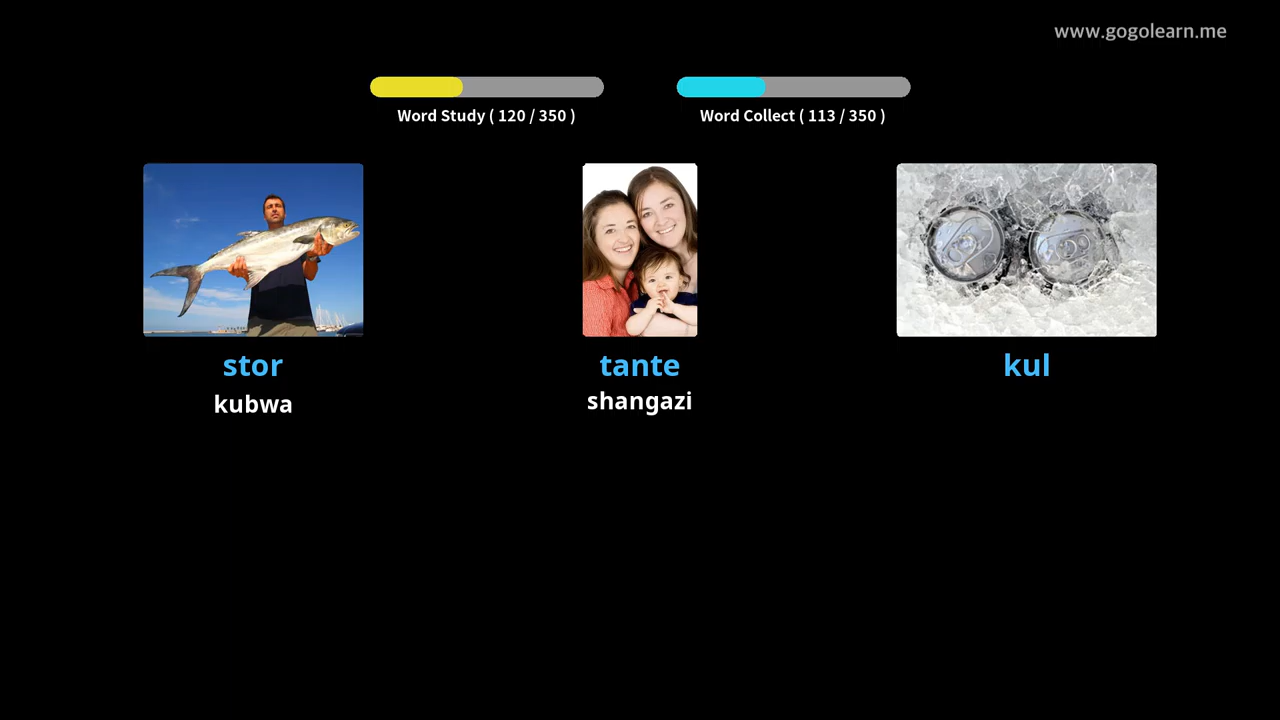 www.gogolearn.me
Word Study ( 120 / 350 )
Word Collect ( 113 / 350 )
stor
tante
kul
kubwa
shangazi